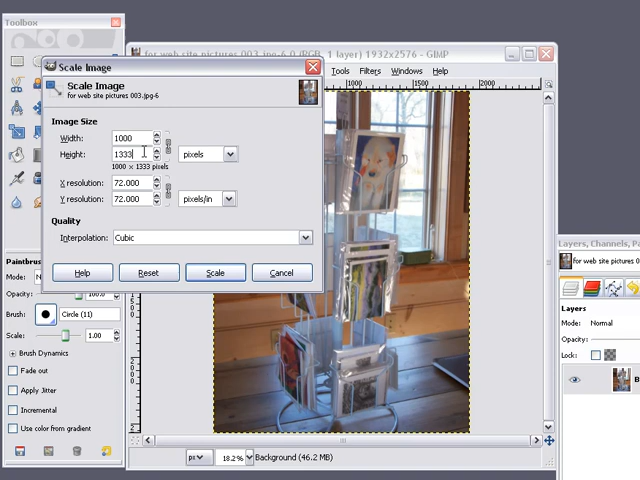 Toolbox
for web site pictures 003.jpg-6.0 (RGB, 1 layer) 1932x2576 – GIMP
Tools Filters Windows Help
1000 1500 2000
Scale Image
Scale Image
for web site pictures 003.jpg-6
Image Size
Width: 1000
Height: 1333 pixels
1000 × 1333 pixels
X resolution: 72.000
Y resolution: 72.000 pixels/in
Quality
Interpolation: Cubic
Help Reset Scale Cancel
Paintbrush
Mode: N
Opacity: 100.0
Brush: Circle (11)
Scale: 1.00
Brush Dynamics
Fade out
Apply Jitter
Incremental
Use color from gradient
px 18.2% Background (46.2 MB)
Layers, Channels, Pa
for web site pictures 00
Layers
Mode: Normal
Opacity:
Lock:
B